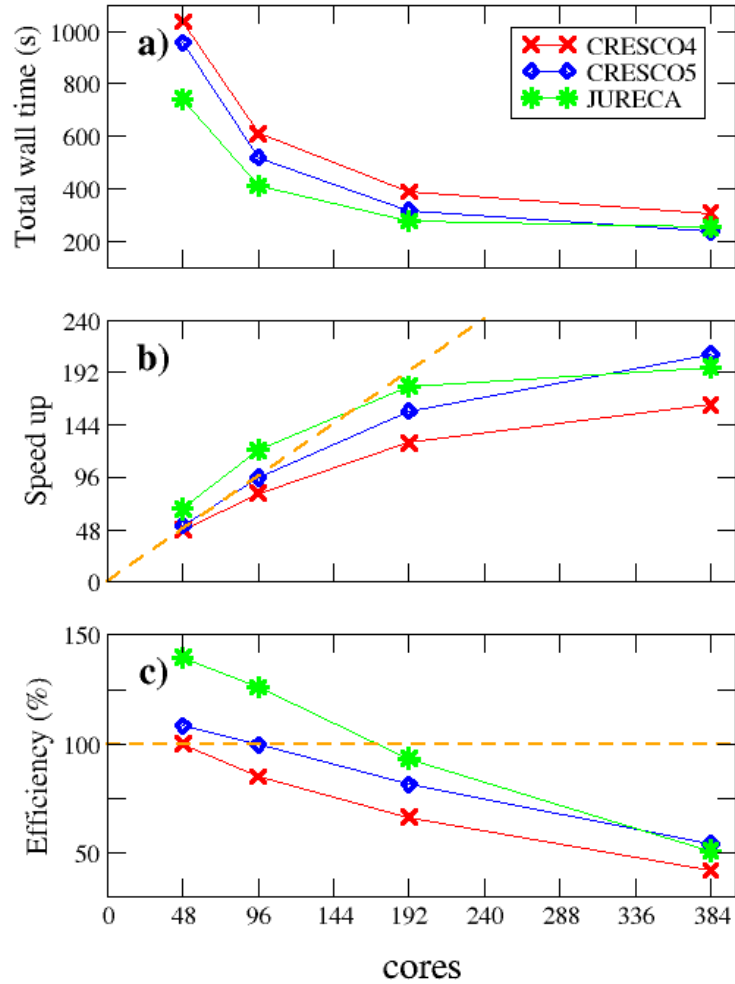 a)
CRESCO4
CRESCO5
JURECA
Total wall time (s)
1000
800
600
400
200
b)
Speed up
240
192
144
96
48
0
c)
Efficiency (%)
150
100
50
0 48 96 144 192 240 288 336 384
cores